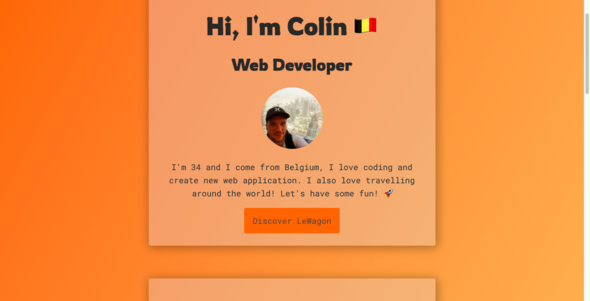 Hi, I'm Colin 🇧🇪
Web Developer
I'm 34 and I come from Belgium, I love coding and
create new web application. I also love travelling
around the world! Let's have some fun! 🚀
Discover LeWagon